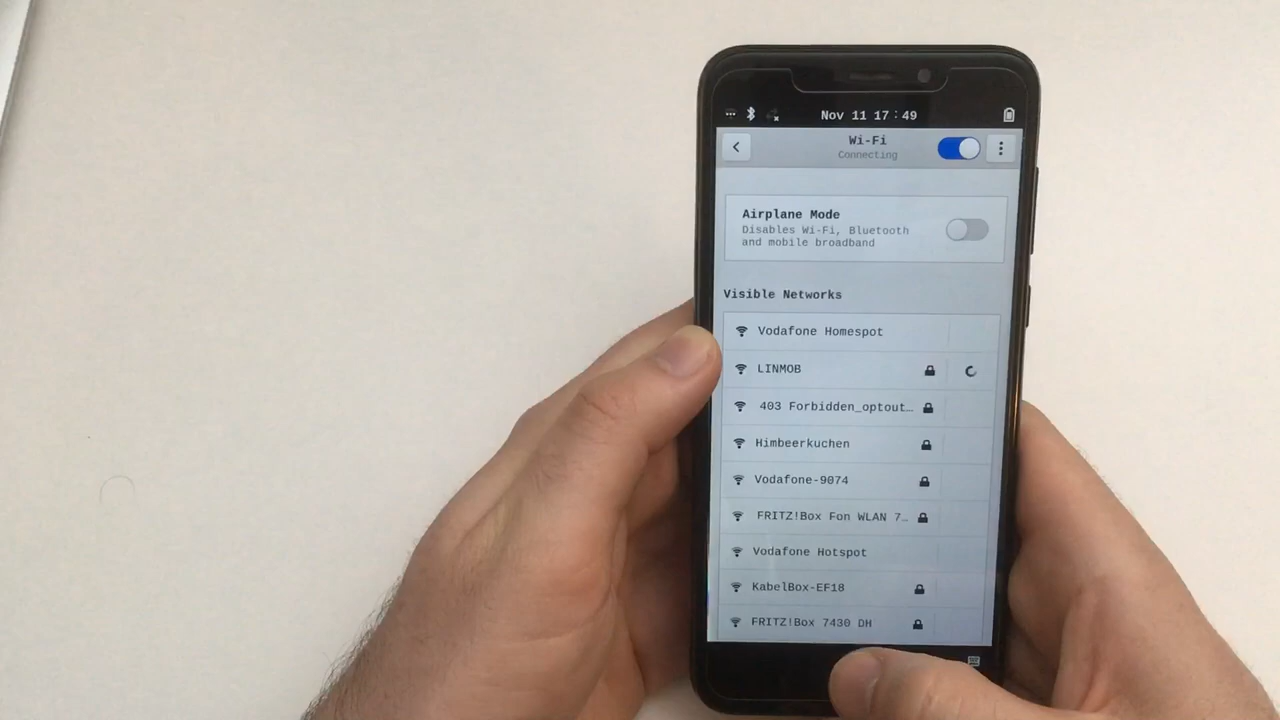 Nov 11 17:49
Wi-Fi
Connecting
Airplane Mode
Disables Wi-Fi, Bluetooth
and mobile broadband
Visible Networks
Vodafone Homespot
LINMOB
403 Forbidden_optout…
Himbeerkuchen
Vodafone-9074
FRITZ!Box Fon WLAN 7…
Vodafone Hotspot
KabelBox-EF18
FRITZ!Box 7430 DH